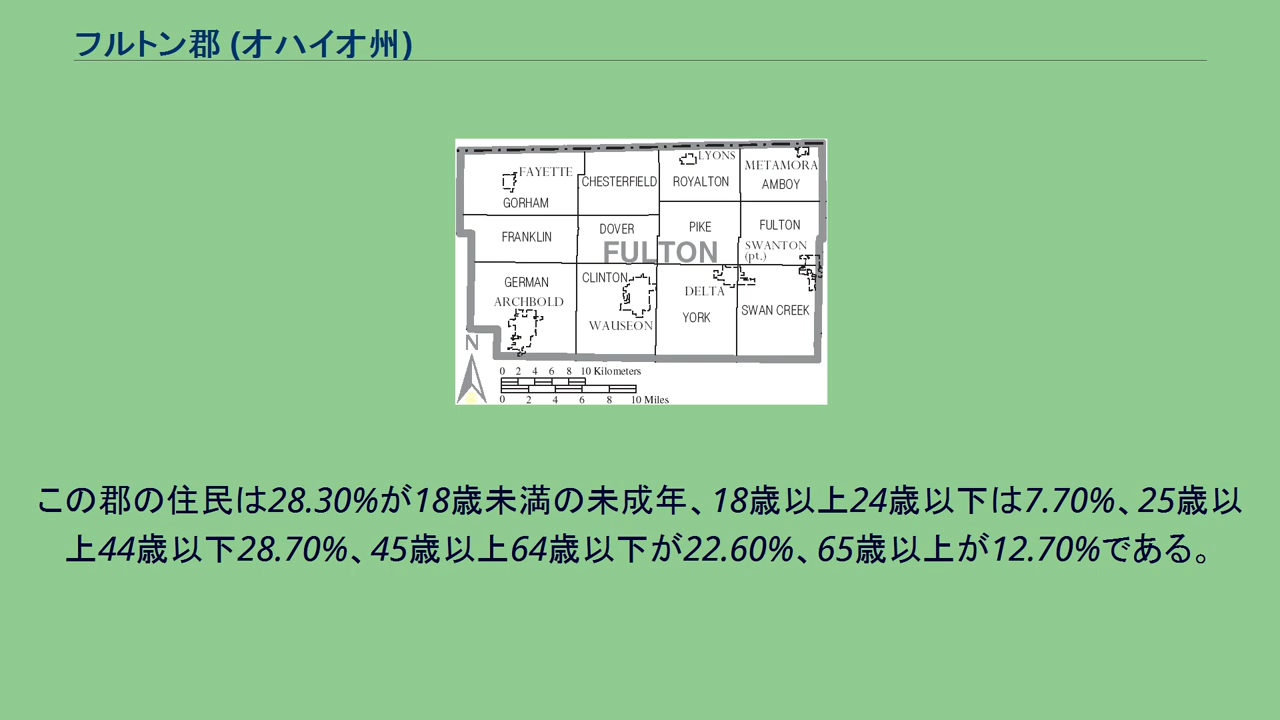 フルトン郡 (オハイオ州)
LYONS
METAMORA
FAYETTE
CHESTERFIELD
ROYALTON
AMBOY
GORHAM
DOVER
PIKE
FULTON
FRANKLIN
FULTON
SWANTON
(pt.)
GERMAN
CLINTON
ARCHBOLD
DELTA
SWAN CREEK
WAUSEON
YORK
N
0 2 4 6 8 10 Kilometers
0 2 4 6 8 10 Miles
この郡の住民は28.30%が18歳未満の未成年、18歳以上24歳以下は7.70%、25歳以
上44歳以下28.70%、45歳以上64歳以下が22.60%、65歳以上が12.70%である。